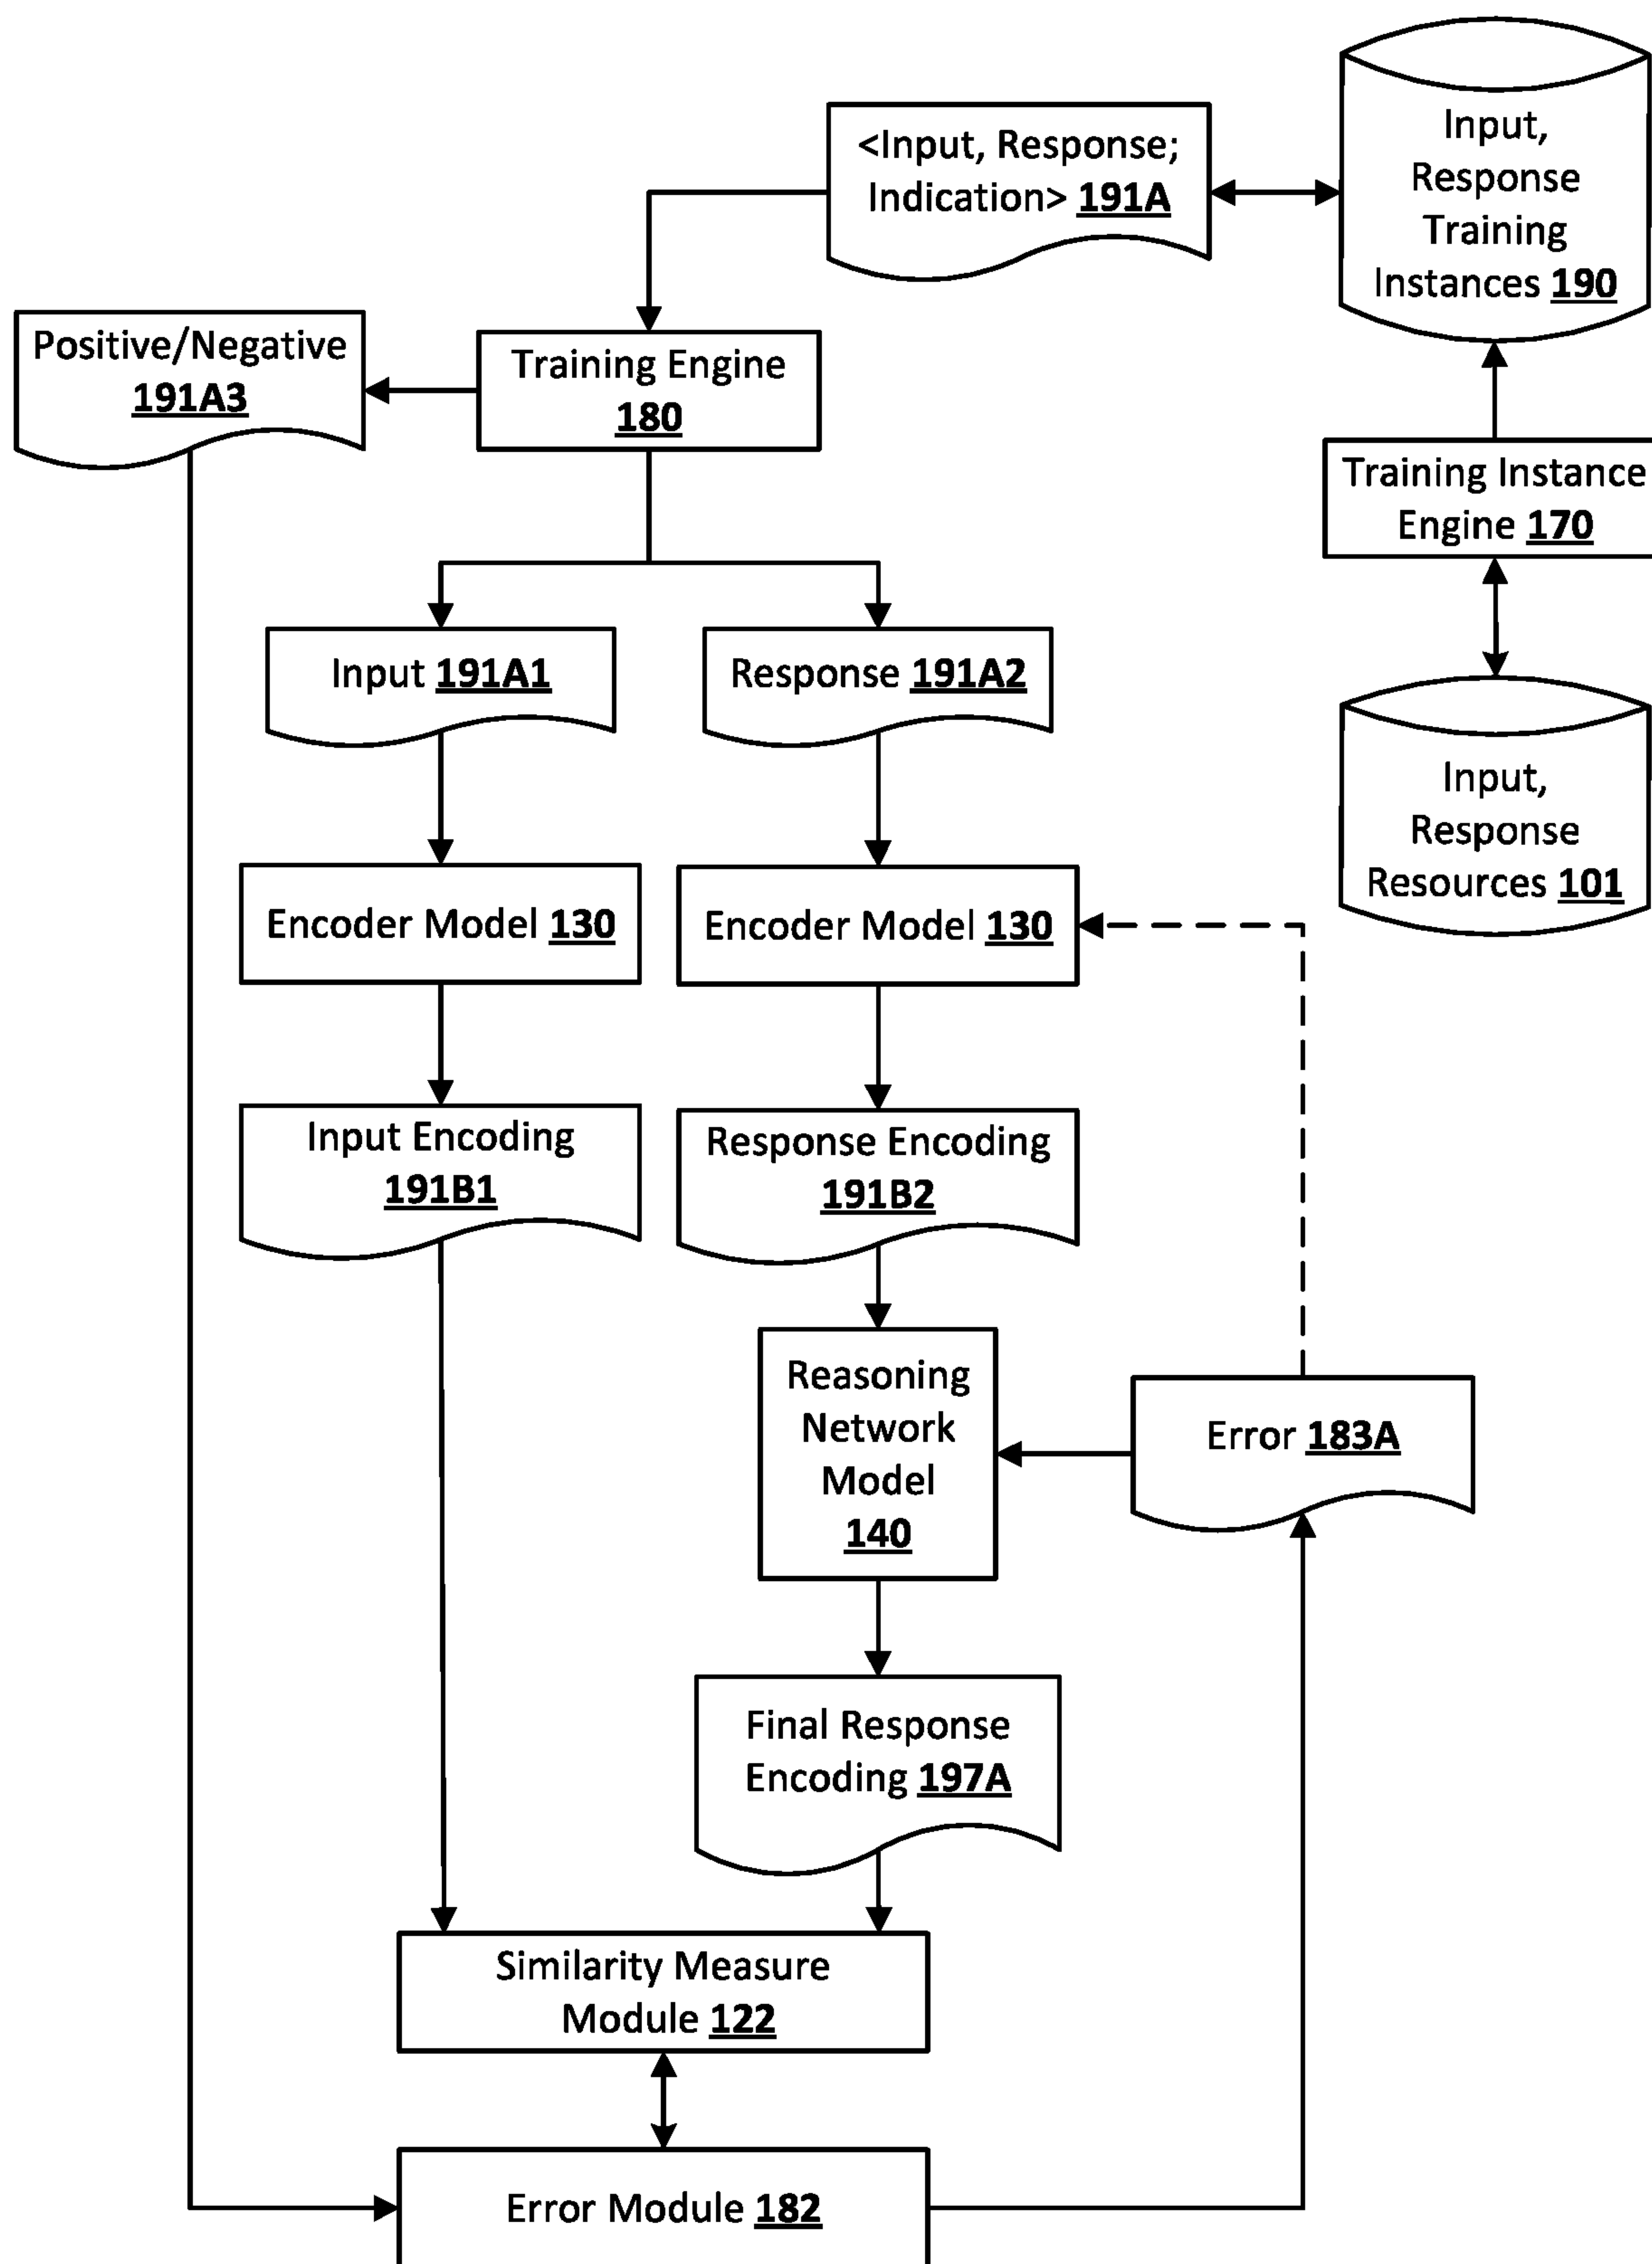 Input,
Response
Training
Instances 190
<Input, Response;
Indication> 191A
Positive/Negative
191A3
Training Engine
180
Training Instance
Engine 170
Input 191A1
Response 191A2
Input,
Response
Resources 101
Encoder Model 130
Encoder Model 130
Input Encoding
191B1
Response Encoding
191B2
Reasoning
Network
Model
140
Error 183A
Final Response
Encoding 197A
Similarity Measure
Module 122
Error Module 182